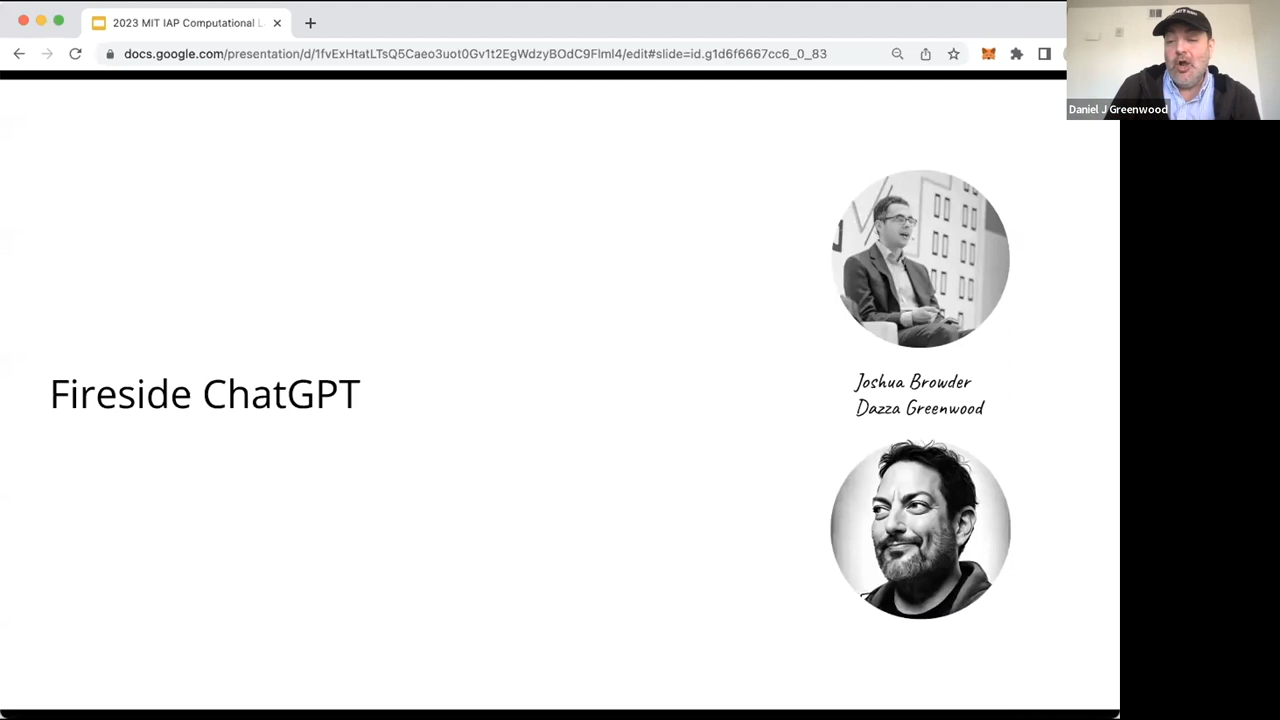 2023 MIT IAP Computational L
docs.google.com/presentation/d/1fvExHtatLTsQ5Caeo3uot0Gv1t2EgWdzyBOdC9Flml4/edit#slide=id.g1d6f6667cc6_0_83
Daniel J Greenwood
Fireside ChatGPT
Joshua Browder
Dazza Greenwood